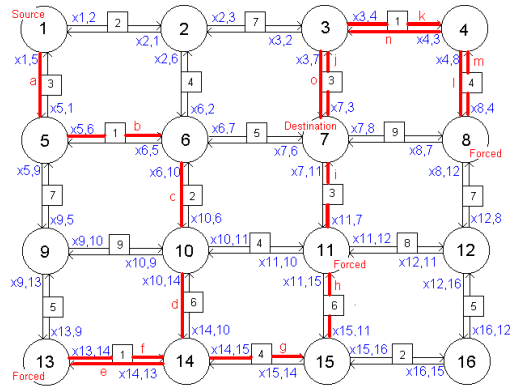 Source
x1,2 2 x2,3 7 x3,4 1 k
1 2 3 4
x2,1 x3,2 n x4,3
x1,5 x2,6 x3,7 j x4,8 m
a 3 4 o 3 l 4
x5,1 x6,2 x7,3 x8,4
Destination
x5,6 1 b x6,7 5 x7,8 9
5 6 7 8
x6,5 x7,6 x8,7 Forced
x5,9 x6,10 x7,11 i x8,12
7 c 2 3 7
x9,5 x10,6 x11,7 x12,8
x9,10 9 x10,11 4 x11,12 8
9 10 11 12
x10,9 x11,10 x12,11
Forced
x9,13 x10,14 x11,15 h x12,16
5 d 6 6 5
x13,9 x14,10 x15,11 x16,12
x13,14 1 f x14,15 4 g x15,16 2
13 14 15 16
e x14,13 x15,14 x16,15
Forced